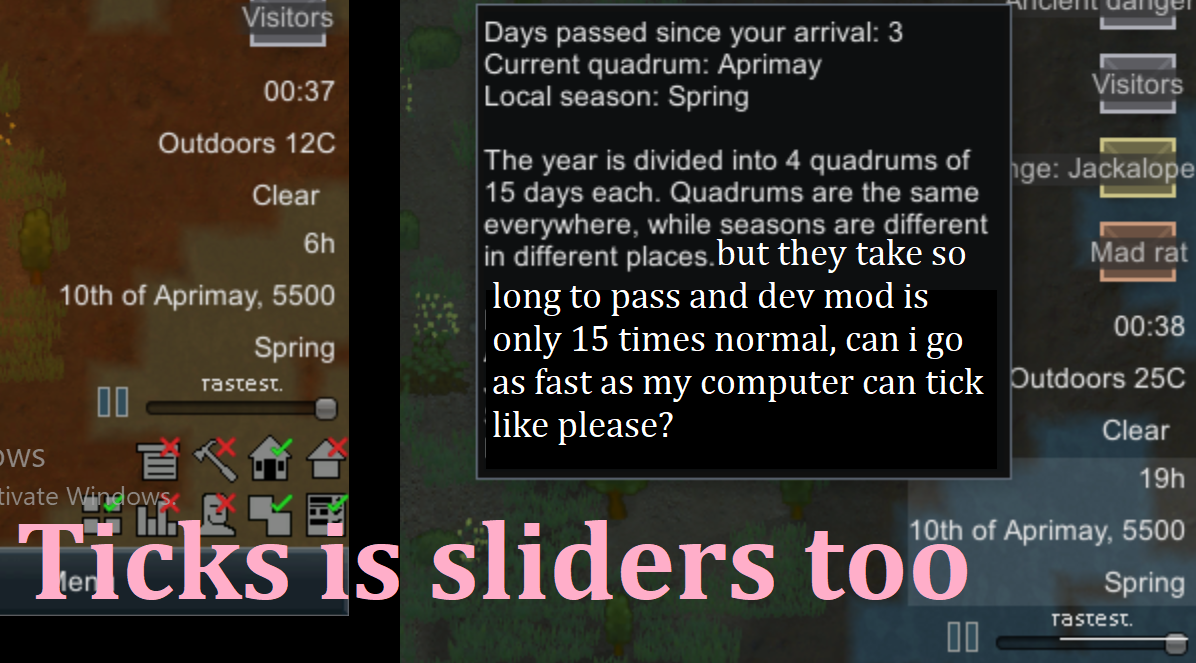 Visitors
00:37
Outdoors 12C
Clear
6h
10th of Aprimay, 5500
Spring
rastest.
ows
tivate Windows.
Menu
Days passed since your arrival: 3
Current quadrum: Aprimay
Local season: Spring
The year is divided into 4 quadrums of
15 days each. Quadrums are the same
everywhere, while seasons are different
in different places.but they take so
long to pass and dev mod is
only 15 times normal, can i go
as fast as my computer can tick
like please?
Ancient danger
Visitors
nge: Jackalope
Mad rat
00:38
Outdoors 25C
Clear
19h
10th of Aprimay, 5500
Spring
rastest.
Ticks is sliders too